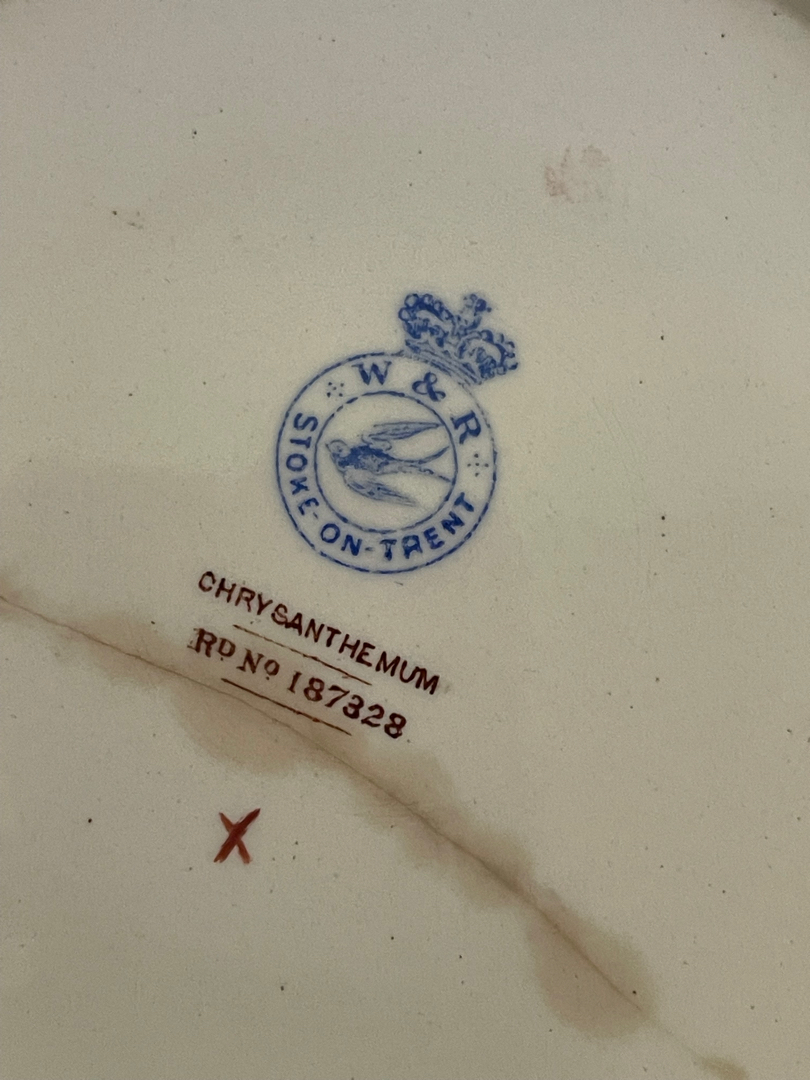 W & R
STOKE-ON-TRENT
CHRYSANTHEMUM
RD No 187328
X